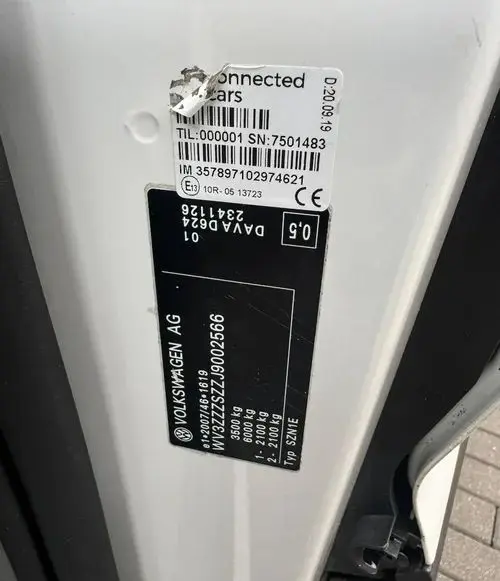 onnected
cars
D:20.09.19
TIL:000001 SN:7501483
IM 357897102974621
E13 10R-05 13723 CE
01
DAVA D624
2341126
0,5
VOLKSWAGEN AG
e1*2007/46*1619
WV3ZZZSZZJ9002566
3500 kg
6000 kg
1- 2100 kg
2- 2100 kg
Typ SZN1E